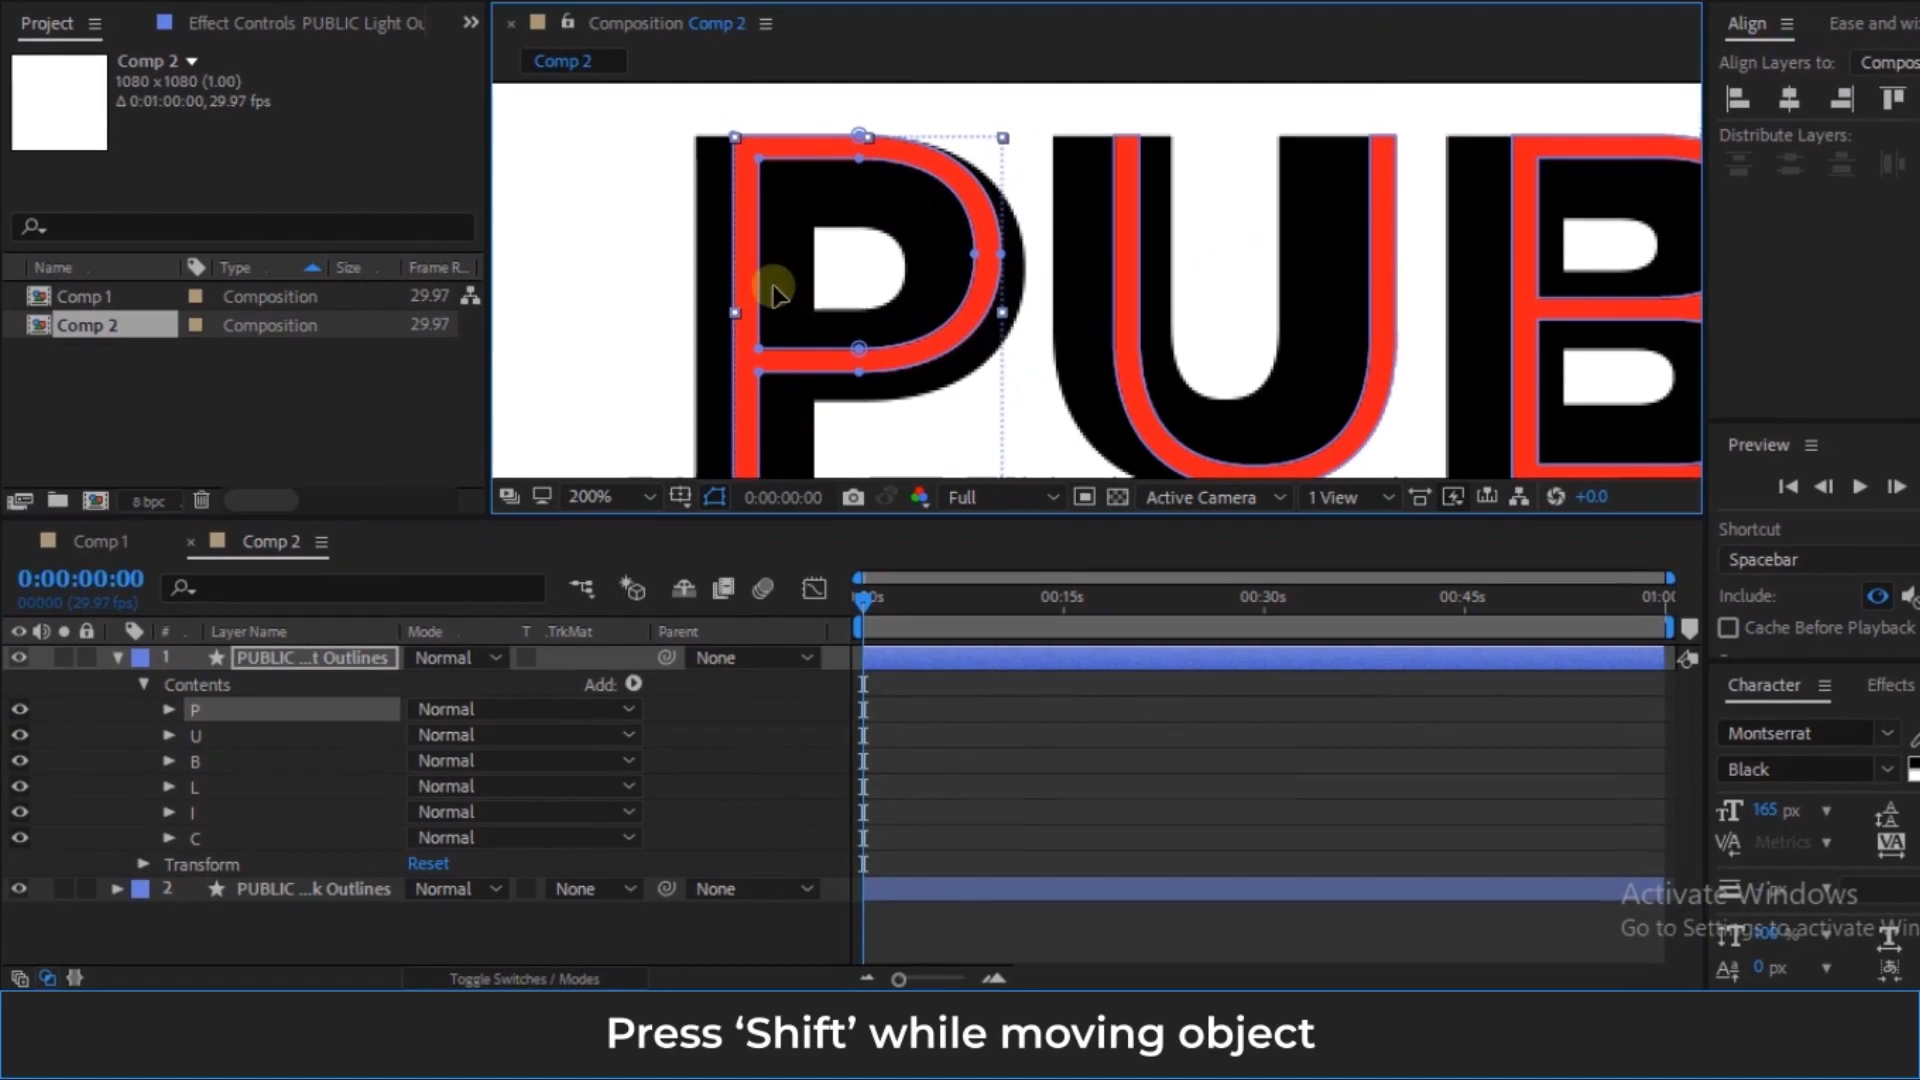 Project
Effect Controls PUBLIC Light Ou
Composition Comp 2
Align
Ease and wi
Comp 2
1080 x1080 (1.00)
Δ 0:01:00:00, 29.97 fps
Comp 2
Align Layers to:
Compos
Distribute Layers:
Name
Type
Size
Frame R...
Comp 1
Composition
29.97
Comp 2
Composition
29.97
PUB
8 bpc
200%
0:00:00:00
Full
Active Camera
1 View
+0.0
Preview
Shortcut
Spacebar
Include:
Cache Before Playback
Comp 1
Comp 2
0:00:00:00
00000 (29.97 fps)
00:15s
00:30s
00:45s
# Layer Name
Mode
T .TrkMat
Parent
1 PUBLIC ...t Outlines
Normal
None
Contents
Add:
P
Normal
U
Normal
B
Normal
L
Normal
I
Normal
C
Normal
Transform
Reset
2 PUBLIC ...k Outlines
Normal
None
None
Character
Effects
Montserrat
Black
165 px
Metrics
Activate Windows
Go to Settings to activate Win
0 px
Toggle Switches / Modes
Press ‘Shift’ while moving object